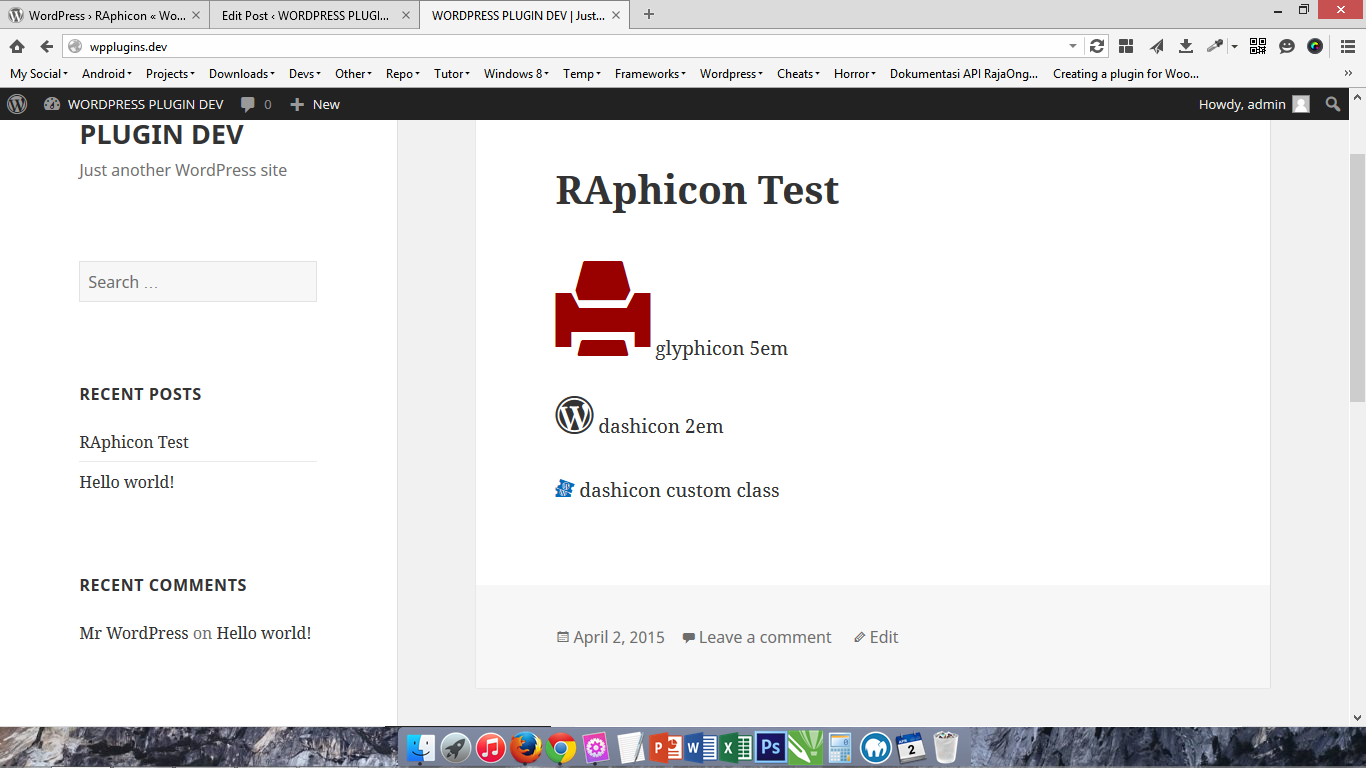 WordPress › RAphicon « Wo...
Edit Post ‹ WORDPRESS PLUGI...
WORDPRESS PLUGIN DEV | Just...
wpplugins.dev
My Social
Android
Projects
Downloads
Devs
Other
Repo
Tutor
Windows 8
Temp
Frameworks
Wordpress
Cheats
Horror
Dokumentasi API RajaOng...
Creating a plugin for Woo...
WORDPRESS PLUGIN DEV
0
New
Howdy, admin
PLUGIN DEV
Just another WordPress site
Search …
RECENT POSTS
RAphicon Test
Hello world!
RECENT COMMENTS
Mr WordPress on Hello world!
RAphicon Test
glyphicon 5em
dashicon 2em
dashicon custom class
April 2, 2015
Leave a comment
Edit
Ps
2